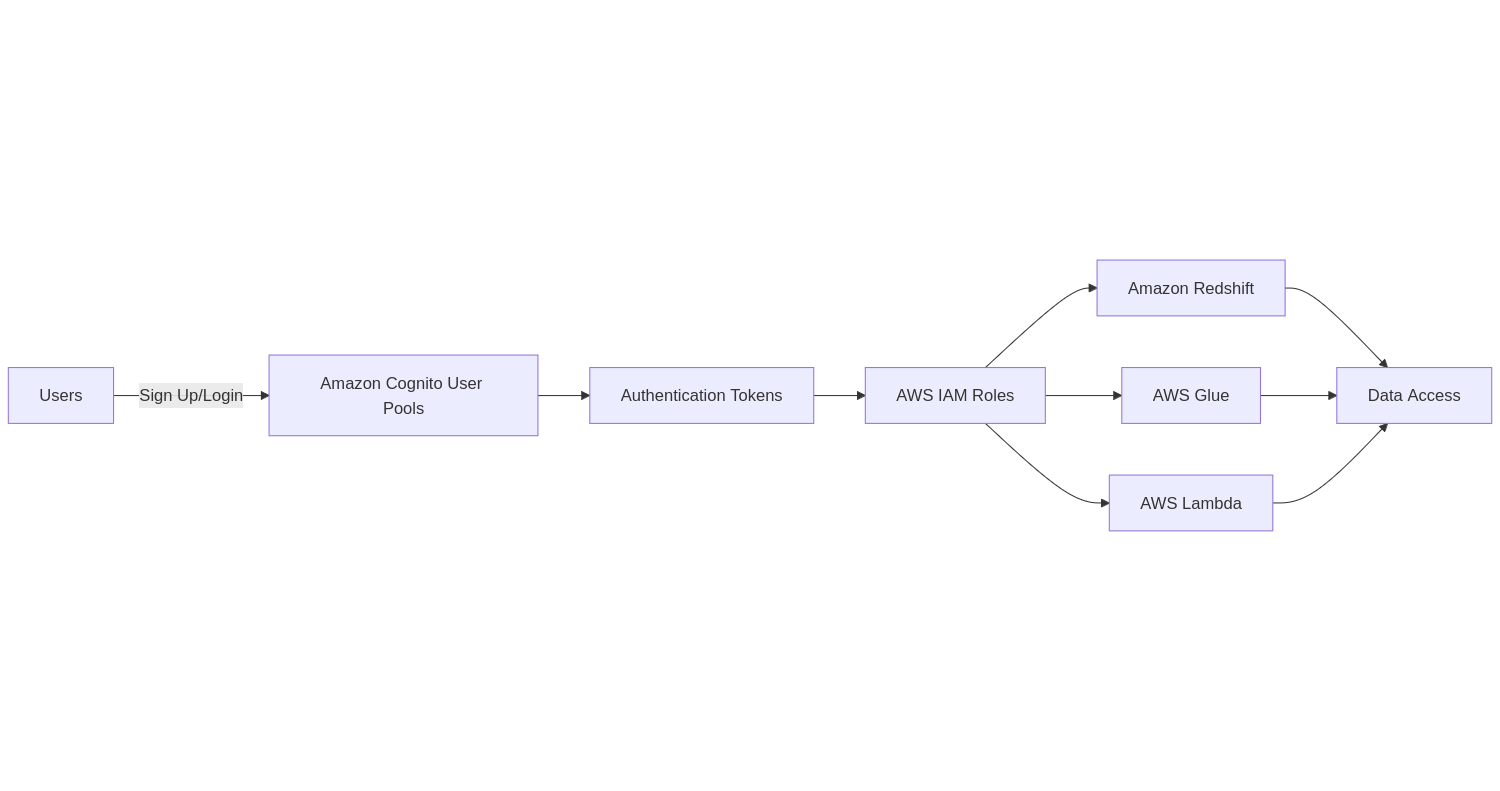 Users
Sign Up/Login
Amazon Cognito User
Pools
Authentication Tokens
AWS IAM Roles
Amazon Redshift
AWS Glue
AWS Lambda
Data Access